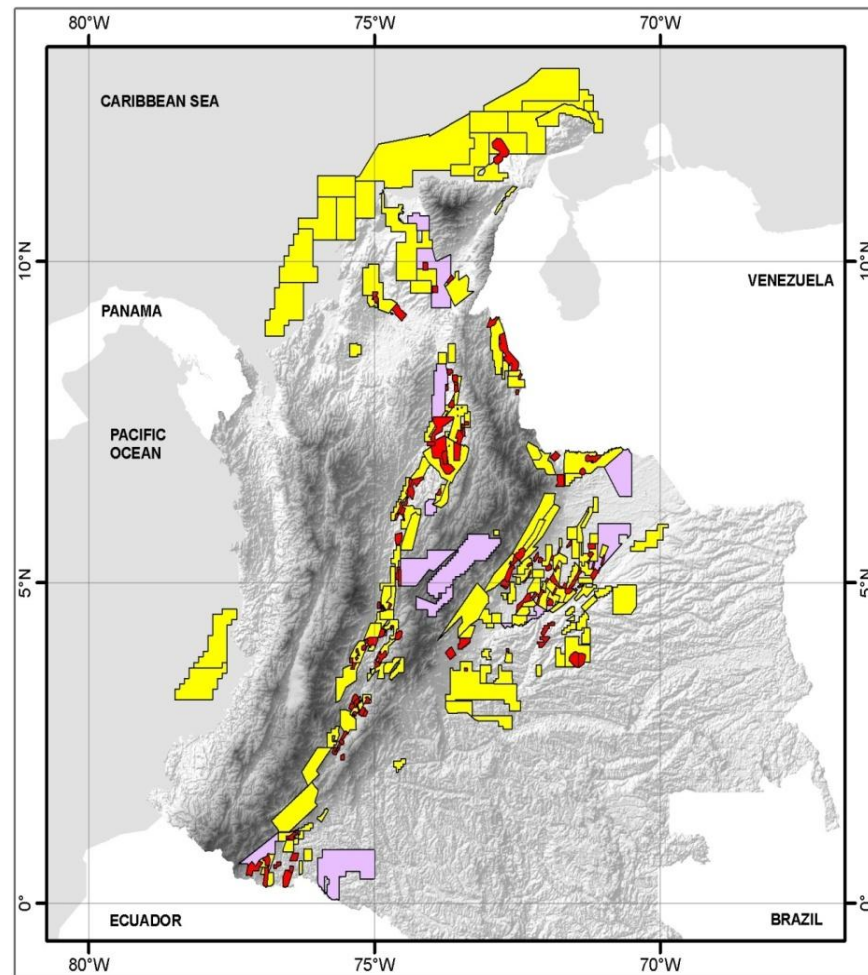 80°W 75°W 70°W
CARIBBEAN SEA
10°N 10°N
VENEZUELA
PANAMA
PACIFIC
OCEAN
5°N 5°N
0° 0°
ECUADOR BRAZIL
80°W 75°W 70°W